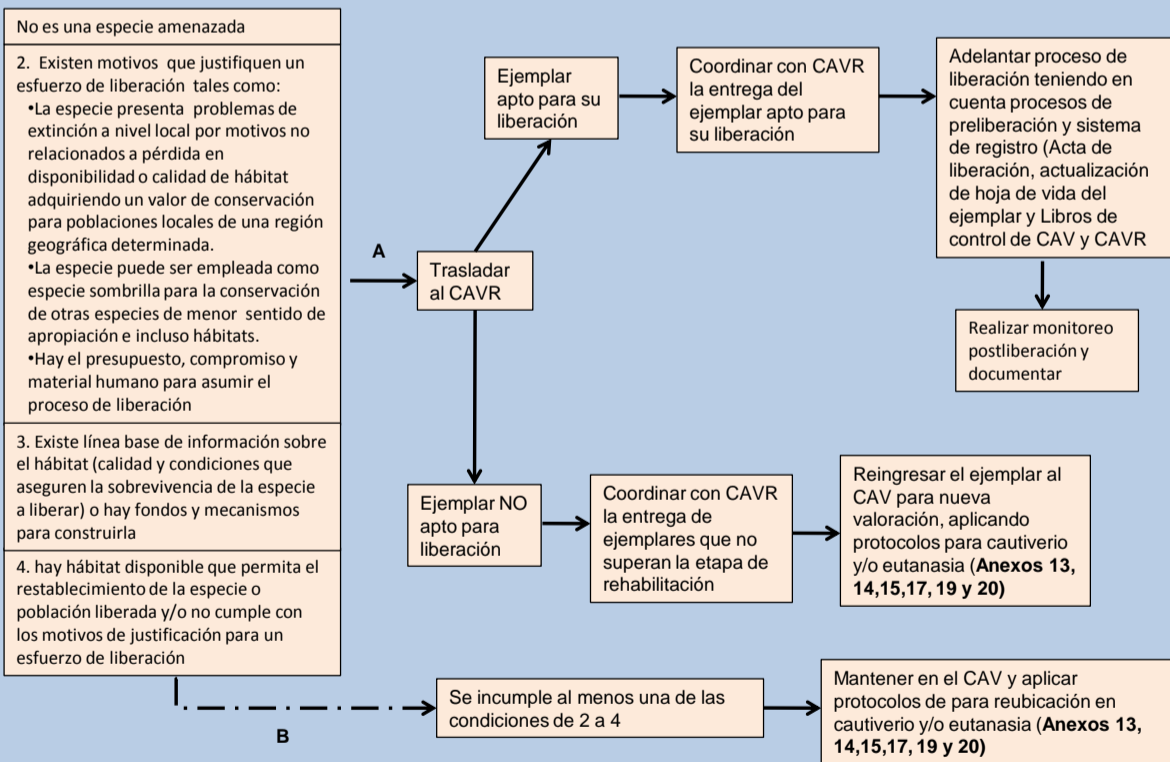 No es una especie amenazada
2. Existen motivos que justifiquen un
esfuerzo de liberación tales como:
•La especie presenta problemas de
extinción a nivel local por motivos no
relacionados a pérdida en
disponibilidad o calidad de hábitat
adquiriendo un valor de conservación
para poblaciones locales de una región
geográfica determinada.
•La especie puede ser empleada como
especie sombrilla para la conservación
de otras especies de menor sentido de
apropiación e incluso hábitats.
•Hay el presupuesto, compromiso y
material humano para asumir el
proceso de liberación
3. Existe línea base de información sobre
el hábitat (calidad y condiciones que
aseguren la sobrevivencia de la especie
a liberar) o hay fondos y mecanismos
para construirla
4. hay hábitat disponible que permita el
restablecimiento de la especie o
población liberada y/o no cumple con
los motivos de justificación para un
esfuerzo de liberación
A
Trasladar
al CAVR
Ejemplar
apto para su
liberación
Coordinar con CAVR
la entrega del
ejemplar apto para
su liberación
Adelantar proceso de
liberación teniendo en
cuenta procesos de
preliberación y sistema
de registro (Acta de
liberación, actualización
de hoja de vida del
ejemplar y Libros de
control de CAV y CAVR
Realizar monitoreo
postliberación y
documentar
Ejemplar NO
apto para
liberación
Coordinar con CAVR
la entrega de
ejemplares que no
superan la etapa de
rehabilitación
Reingresar el ejemplar al
CAV para nueva
valoración, aplicando
protocolos para cautiverio
y/o eutanasia (Anexos 13,
14,15,17, 19 y 20)
B
Se incumple al menos una de las
condiciones de 2 a 4
Mantener en el CAV y aplicar
protocolos de para reubicación en
cautiverio y/o eutanasia (Anexos 13,
14,15,17, 19 y 20)